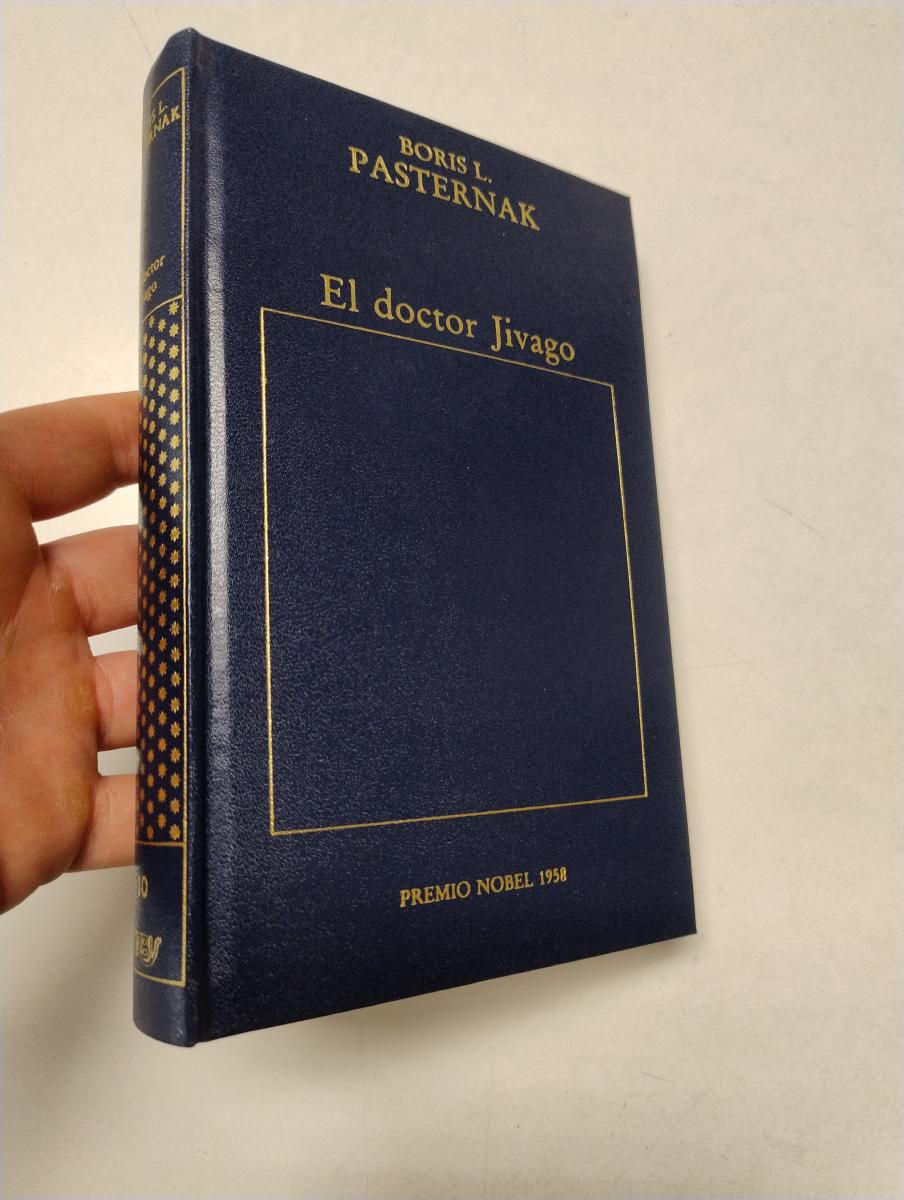 BORIS L.
PASTERNAK
El doctor Jivago
PREMIO NOBEL 1958